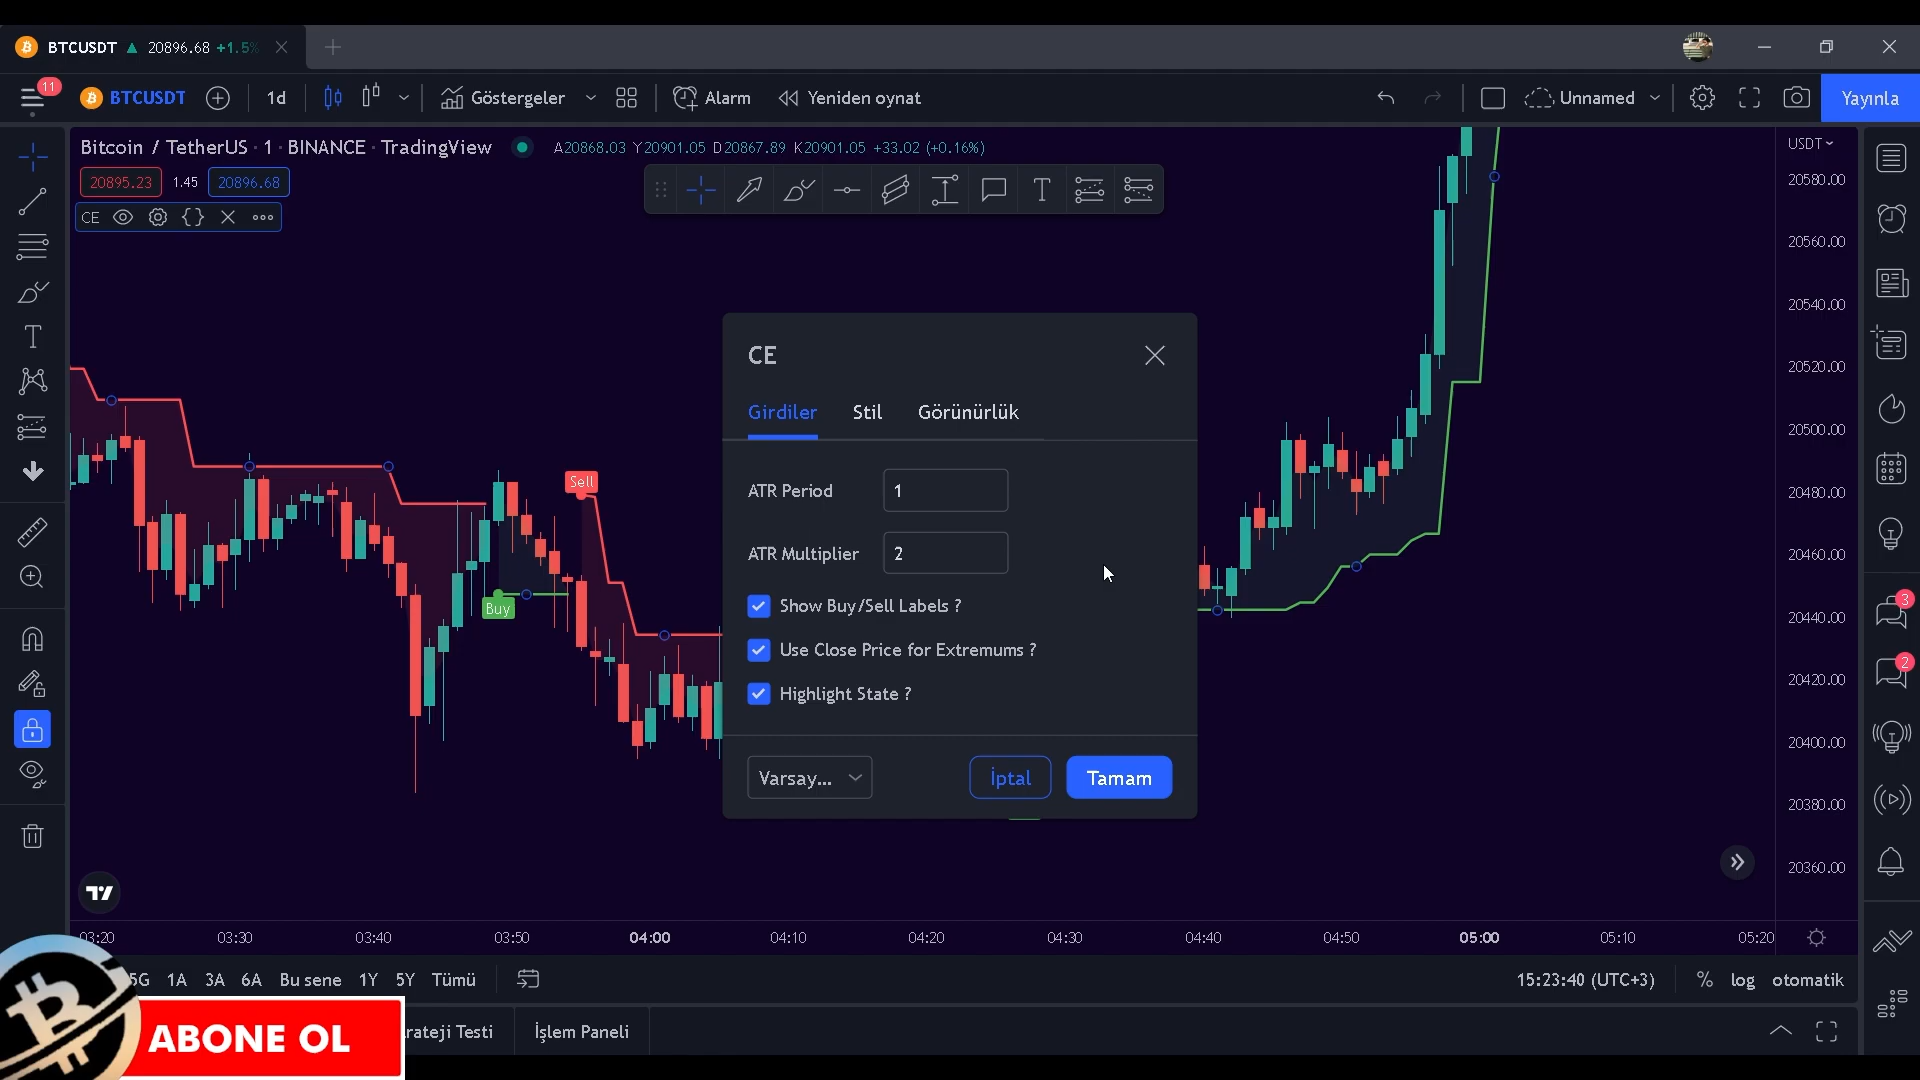 BTCUSDT ▲ 20896.68 +1.5%
11
BTCUSDT 1d Göstergeler Alarm Yeniden oynat Unnamed Yayınla
Bitcoin / TetherUS · 1 · BINANCE · TradingView A20868.03 Y20901.05 D20867.89 K20901.05 +33.02 (+0.16%)
USDT
20895.23 1.45 20896.68
CE
20580.00
20560.00
20540.00
20520.00
20500.00
20480.00
20460.00
20440.00
20420.00
20400.00
20380.00
20360.00
Sell
Buy
CE
Girdiler Stil Görünürlük
ATR Period 1
ATR Multiplier 2
Show Buy/Sell Labels ?
Use Close Price for Extremums ?
Highlight State ?
Varsay... İptal Tamam
3
2
03:20 03:30 03:40 03:50 04:00 04:10 04:20 04:30 04:40 04:50 05:00 05:10 05:20
5G 1A 3A 6A Bu sene 1Y 5Y Tümü 15:23:40 (UTC+3) % log otomatik
rateji Testi İşlem Paneli
ABONE OL